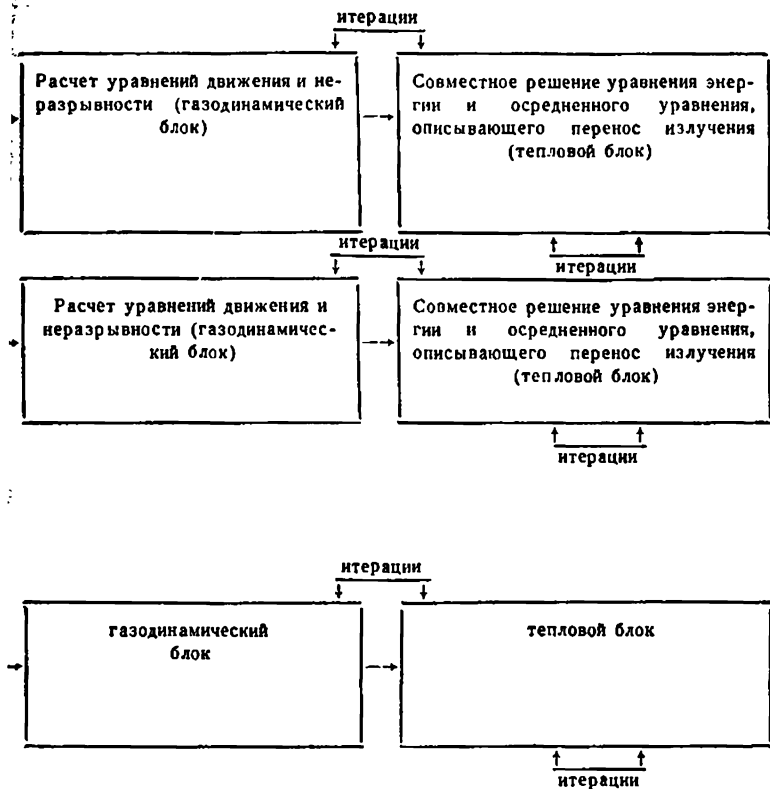 итерации
Расчет уравнений движения и не-
разрывности (газодинамический
блок)
Совместное решение уравнения энер-
гии и осредненного уравнения,
описывающего перенос излучения
(тепловой блок)
итерации
итерации
Расчет уравнений движения и
неразрывности (газодинамичес-
кий блок)
Совместное решение уравнения энер-
гии и осредненного уравнения,
описывающего перенос излучения
(тепловой блок)
итерации
итерации
газодинамический
блок
тепловой блок
итерации